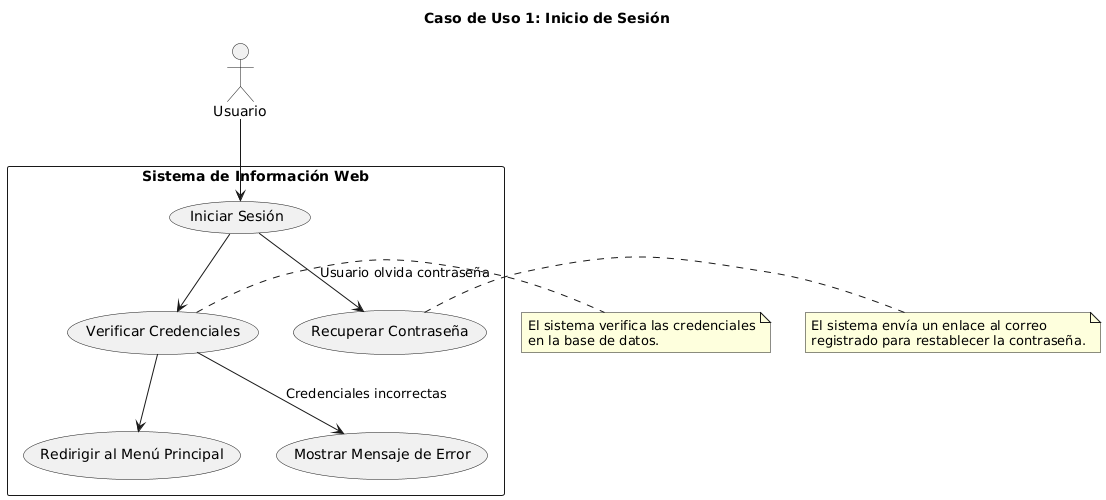 Caso de Uso 1: Inicio de Sesión
Usuario
Sistema de Información Web
Iniciar Sesión
Usuario olvida contraseña
Verificar Credenciales
Recuperar Contraseña
El sistema verifica las credenciales
en la base de datos.
El sistema envía un enlace al correo
registrado para restablecer la contraseña.
Credenciales incorrectas
Redirigir al Menú Principal
Mostrar Mensaje de Error